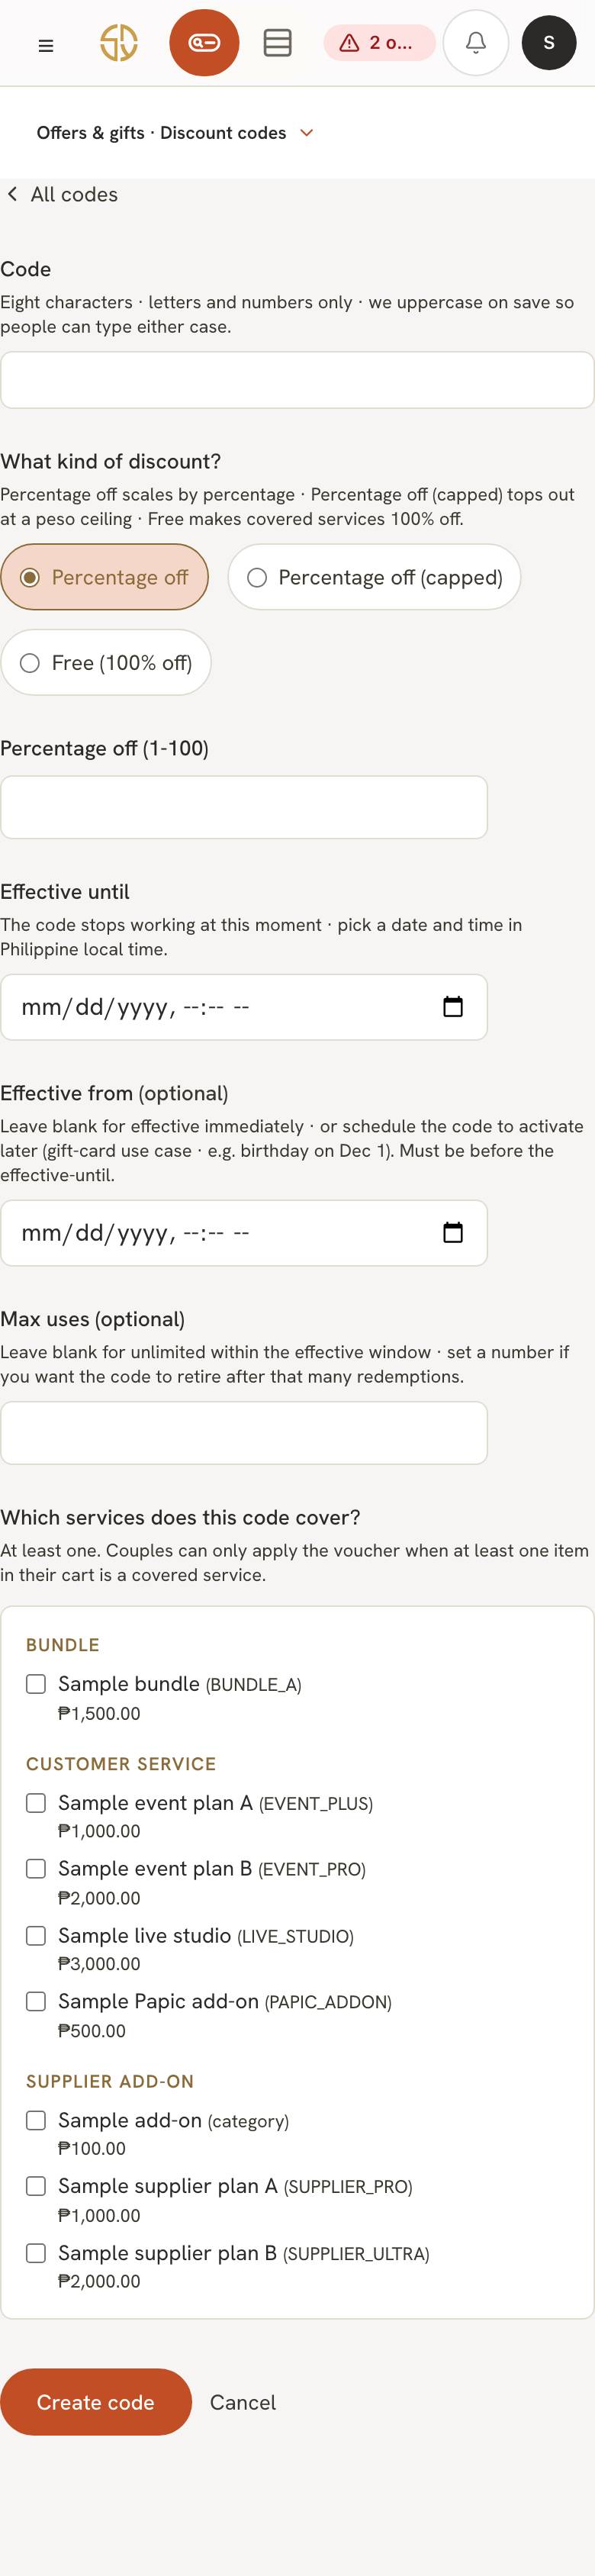 2 o...
S
Offers & gifts · Discount codes
All codes
Code
Eight characters · letters and numbers only · we uppercase on save so
people can type either case.
What kind of discount?
Percentage off scales by percentage · Percentage off (capped) tops out
at a peso ceiling · Free makes covered services 100% off.
Percentage off
Percentage off (capped)
Free (100% off)
Percentage off (1-100)
Effective until
The code stops working at this moment · pick a date and time in
Philippine local time.
mm/dd/yyyy, --:-- --
Effective from (optional)
Leave blank for effective immediately · or schedule the code to activate
later (gift-card use case · e.g. birthday on Dec 1). Must be before the
effective-until.
mm/dd/yyyy, --:-- --
Max uses (optional)
Leave blank for unlimited within the effective window · set a number if
you want the code to retire after that many redemptions.
Which services does this code cover?
At least one. Couples can only apply the voucher when at least one item
in their cart is a covered service.
BUNDLE
Sample bundle (BUNDLE_A)
₱1,500.00
CUSTOMER SERVICE
Sample event plan A (EVENT_PLUS)
₱1,000.00
Sample event plan B (EVENT_PRO)
₱2,000.00
Sample live studio (LIVE_STUDIO)
₱3,000.00
Sample Papic add-on (PAPIC_ADDON)
₱500.00
SUPPLIER ADD-ON
Sample add-on (category)
₱100.00
Sample supplier plan A (SUPPLIER_PRO)
₱1,000.00
Sample supplier plan B (SUPPLIER_ULTRA)
₱2,000.00
Create code
Cancel